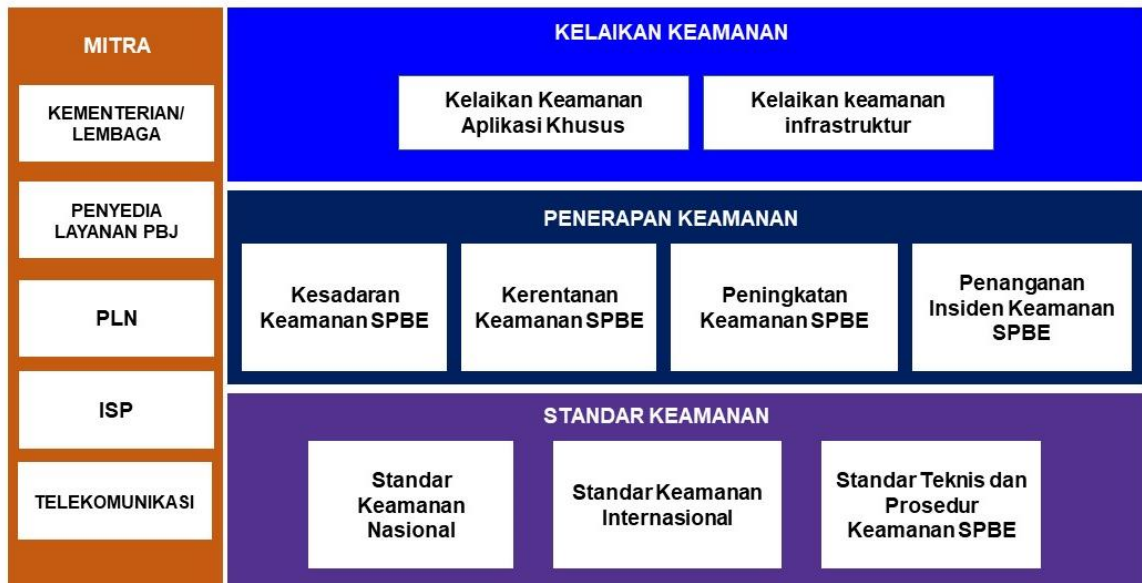 MITRA
KEMENTERIAN/
LEMBAGA
PENYEDIA
LAYANAN PBJ
PLN
ISP
TELEKOMUNIKASI
KELAIKAN KEAMANAN
Kelaikan Keamanan
Aplikasi Khusus
Kelaikan keamanan
infrastruktur
PENERAPAN KEAMANAN
Kesadaran
Keamanan SPBE
Kerentanan
Keamanan SPBE
Peningkatan
Keamanan SPBE
Penanganan
Insiden Keamanan
SPBE
STANDAR KEAMANAN
Standar
Keamanan
Nasional
Standar Keamanan
Internasional
Standar Teknis dan
Prosedur
Keamanan SPBE